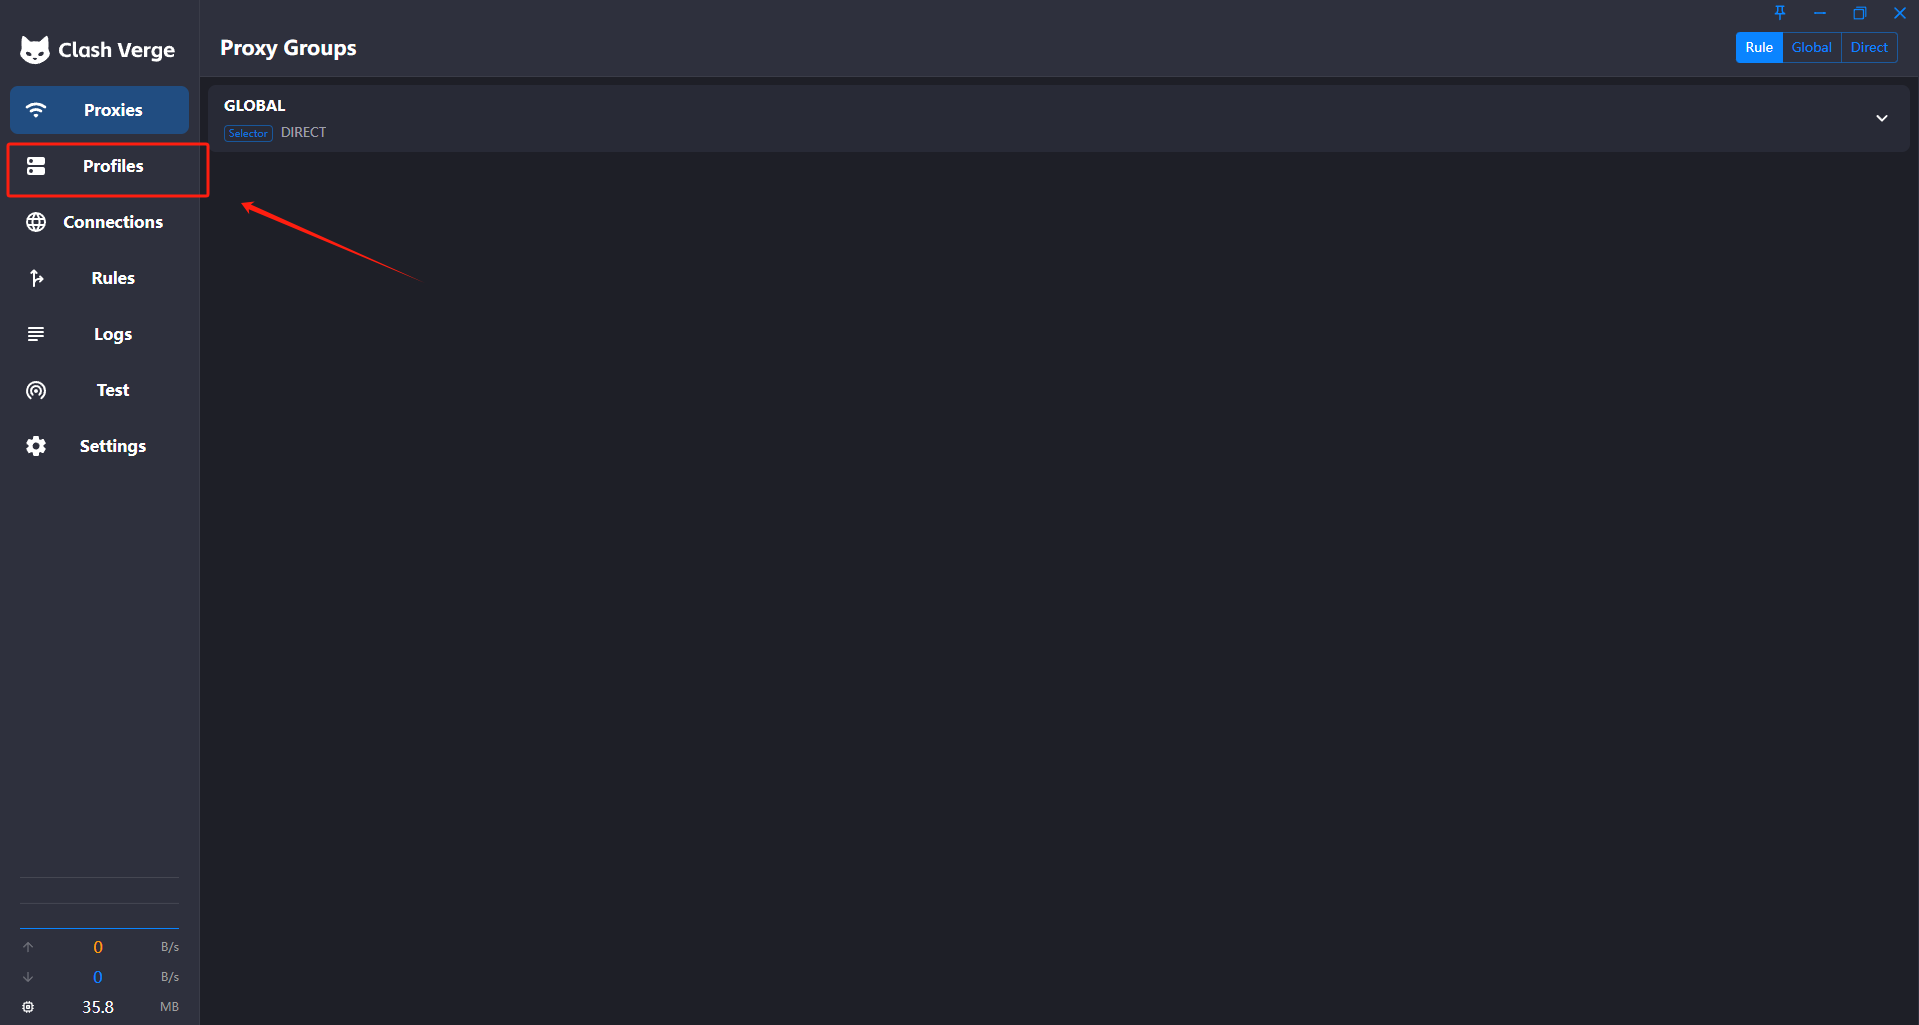 Clash Verge
Proxies
Profiles
Connections
Rules
Logs
Test
Settings
0 B/s
0 B/s
35.8 MB
Proxy Groups
Rule Global Direct
GLOBAL
Selector DIRECT